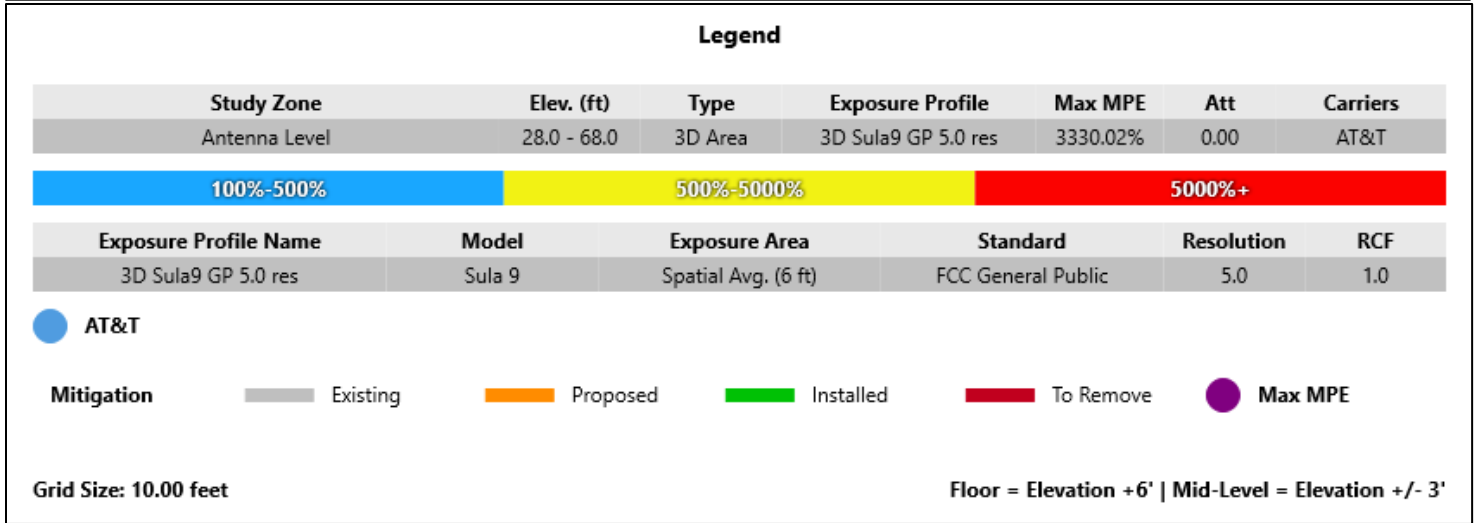 Legend
Study Zone Elev. (ft) Type Exposure Profile Max MPE Att Carriers
Antenna Level 28.0 - 68.0 3D Area 3D Sula9 GP 5.0 res 3330.02% 0.00 AT&T
100%-500% 500%-5000% 5000%+
Exposure Profile Name Model Exposure Area Standard Resolution RCF
3D Sula9 GP 5.0 res Sula 9 Spatial Avg. (6 ft) FCC General Public 5.0 1.0
AT&T
Mitigation Existing Proposed Installed To Remove Max MPE
Grid Size: 10.00 feet Floor = Elevation +6' | Mid-Level = Elevation +/- 3'